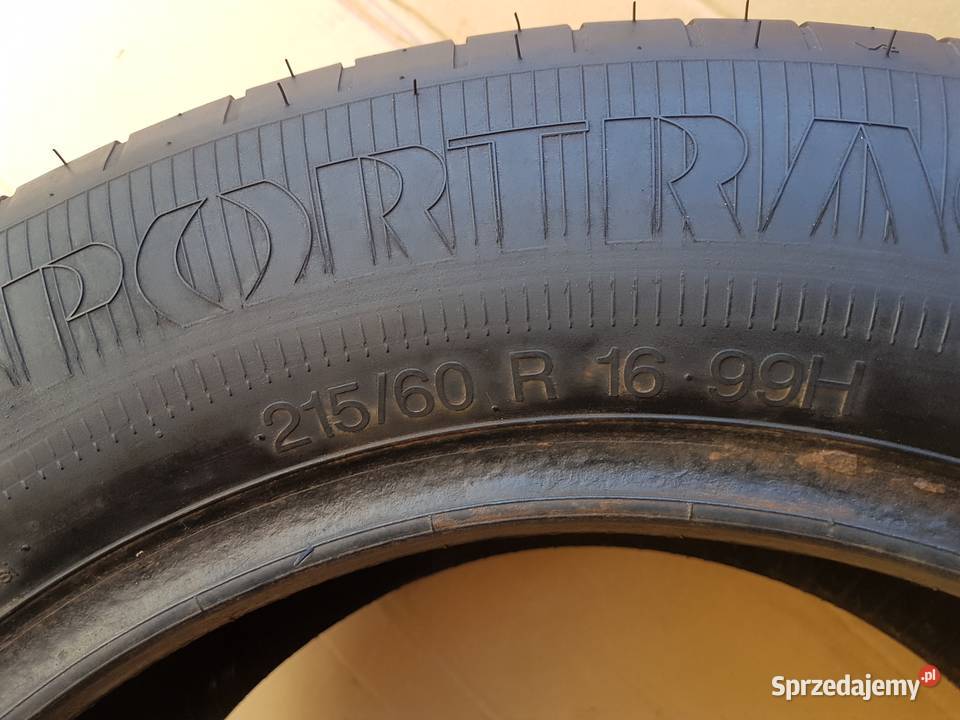 PORTRA
215/60 R 16 99H
Sprzedajemy.pl